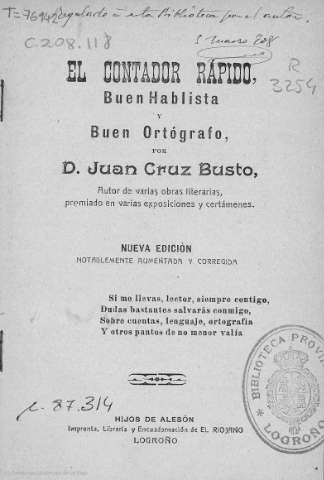 T=76942 Regalado á esta Biblioteca por el autor.
C.208.118
1 marzo 908
R
3254
EL CONTADOR RÁPIDO,
Buen Hablista
Y
Buen Ortógrafo,
POR
D. Juan Cruz Busto,
Autor de varias obras literarias,
premiado en varias exposiciones y certámenes.
NUEVA EDICIÓN
NOTABLEMENTE AUMENTADA Y CORREGIDA
Si me llevas, lector, siempre contigo,
Dudas bastantes salvarás conmigo,
Sobre cuentas, lenguaje, ortografía
Y otros puntos de no menor valía
BIBLIOTECA PROVI
LOGROÑO
c. 87.314
HIJOS DE ALESÓN
Imprenta, Librería y Encuadernación de EL RIOJANO
LOGROÑO